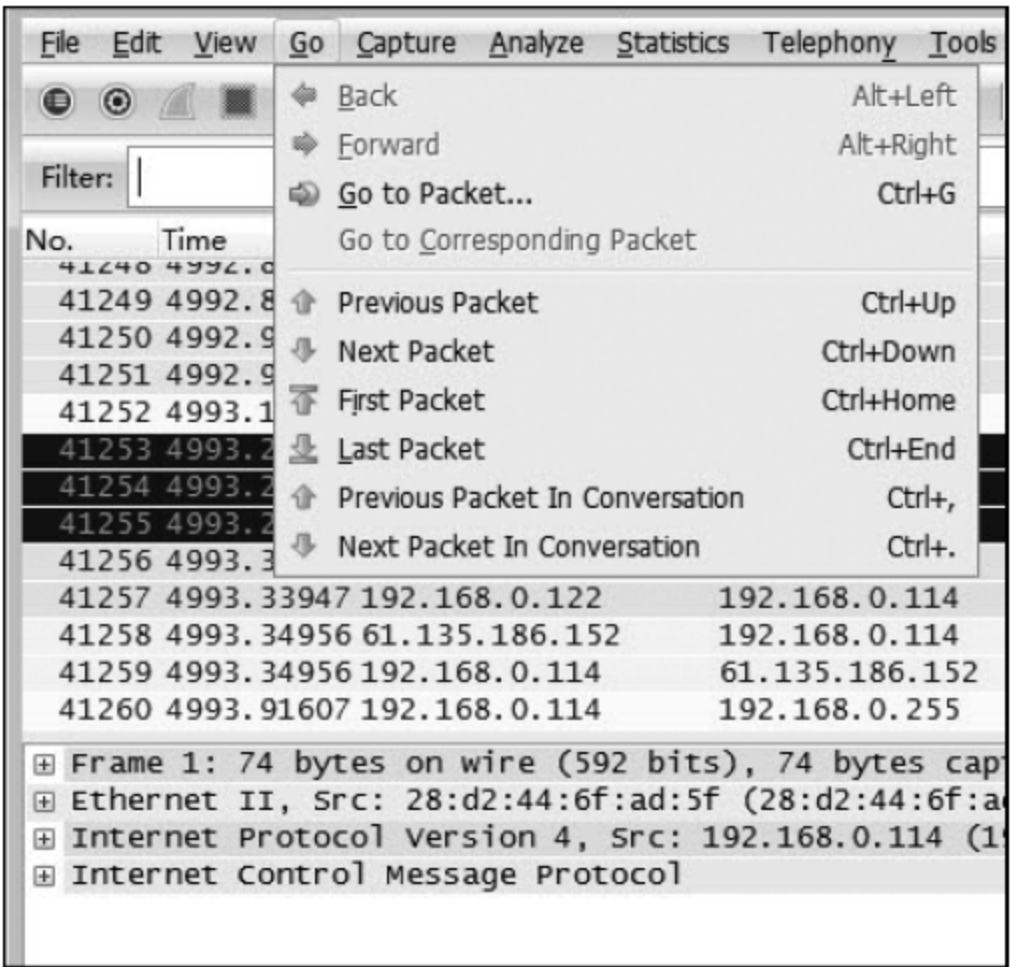 File Edit View Go Capture Analyze Statistics Telephony Tools
Back Alt+Left
Forward Alt+Right
Filter:
Go to Packet... Ctrl+G
No. Time
Go to Corresponding Packet
41248 4992.8
41249 4992.8
Previous Packet Ctrl+Up
41250 4992.9
Next Packet Ctrl+Down
41251 4992.9
41252 4993.1
First Packet Ctrl+Home
41253 4993.2
Last Packet Ctrl+End
41254 4993.2
Previous Packet In Conversation Ctrl+,
41255 4993.2
41256 4993.3
Next Packet In Conversation Ctrl+.
41257 4993.33947 192.168.0.122 192.168.0.114
41258 4993.34956 61.135.186.152 192.168.0.114
41259 4993.34956 192.168.0.114 61.135.186.152
41260 4993.91607 192.168.0.114 192.168.0.255
Frame 1: 74 bytes on wire (592 bits), 74 bytes cap
Ethernet II, Src: 28:d2:44:6f:ad:5f (28:d2:44:6f:a
Internet Protocol Version 4, Src: 192.168.0.114 (1
Internet Control Message Protocol